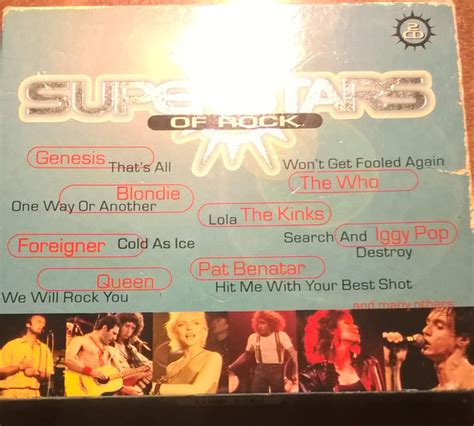 2
CD
SUPERSTARS
OF ROCK
Genesis
That's All
Won't Get Fooled Again
The Who
Blondie
One Way Or Another
Lola The Kinks
Foreigner Cold As Ice
Search And Iggy Pop
Destroy
Queen
Pat Benatar
We Will Rock You
Hit Me With Your Best Shot
and many others